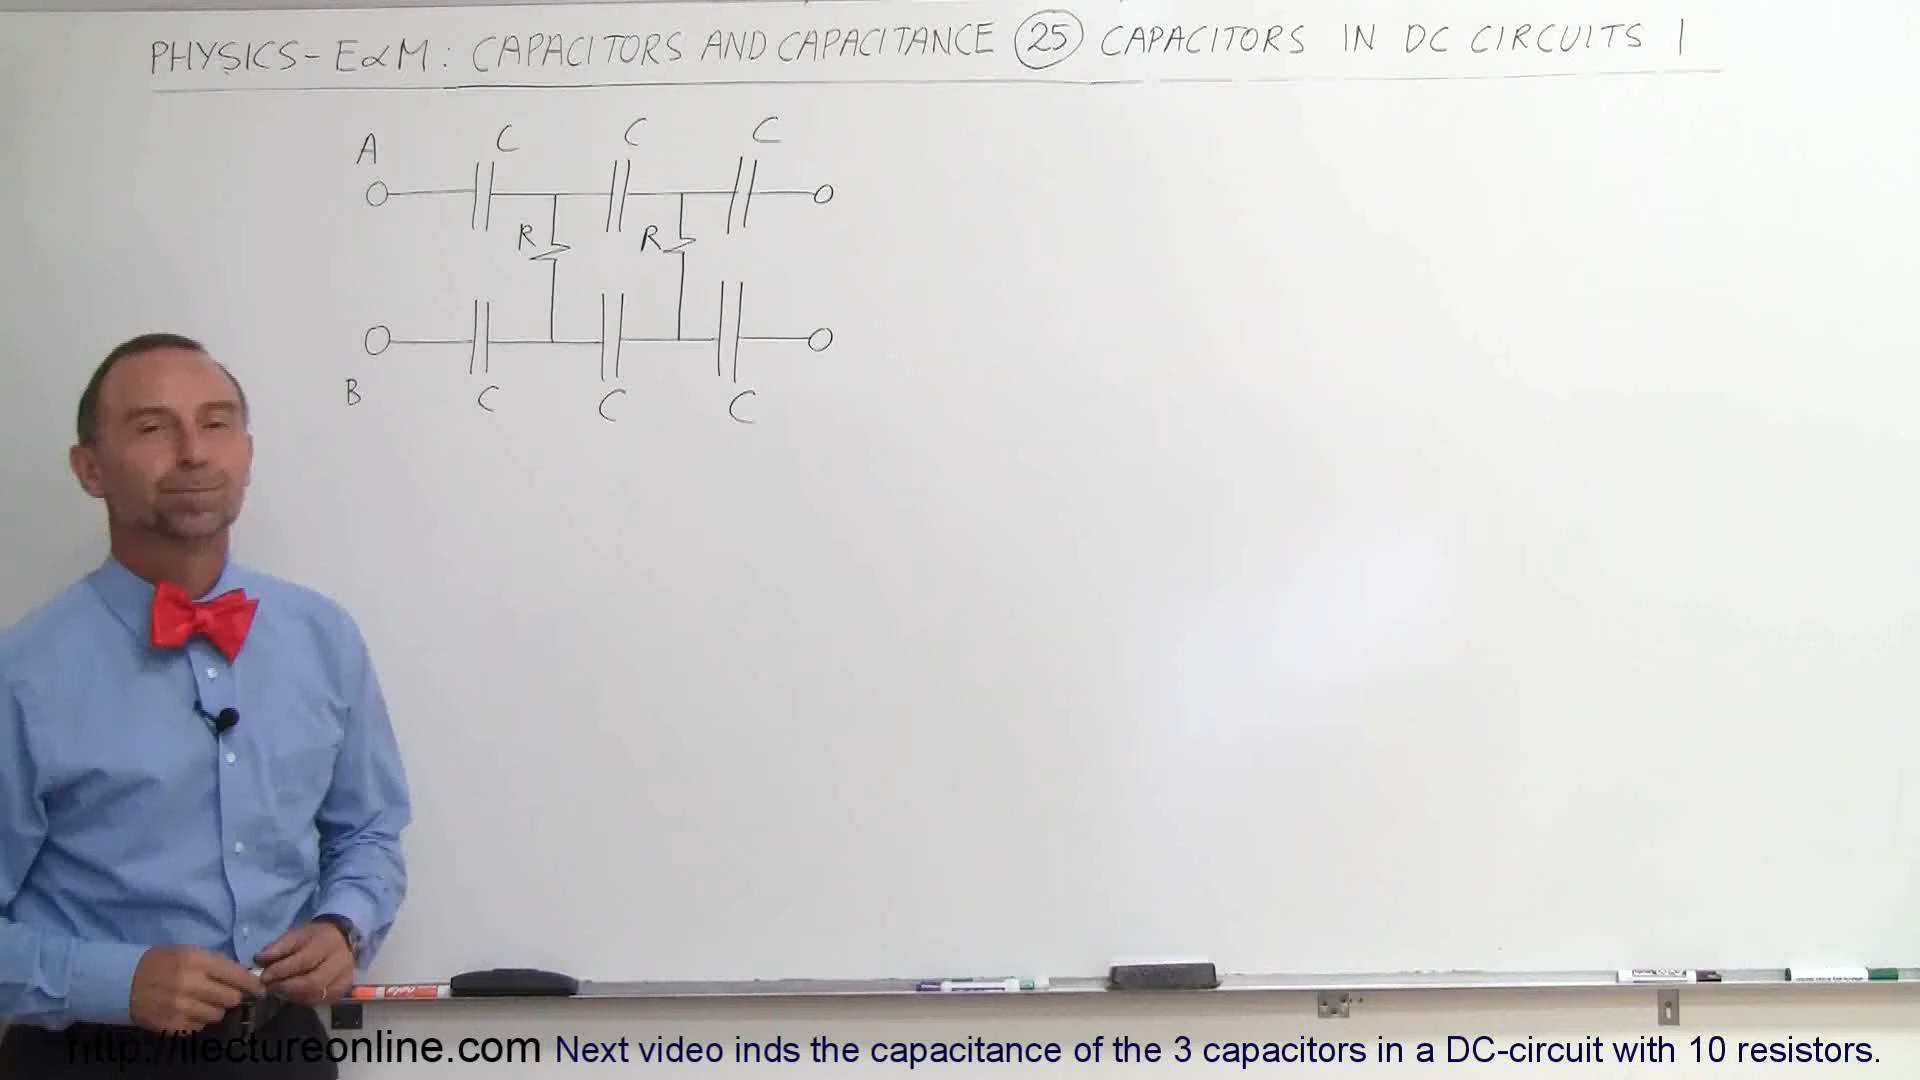 PHYSICS - E&M: CAPACITORS AND CAPACITANCE 25 CAPACITORS IN DC CIRCUITS 1
C C C
A
R R
B
C C C
http://ilectureonline.com Next video inds the capacitance of the 3 capacitors in a DC-circuit with 10 resistors.